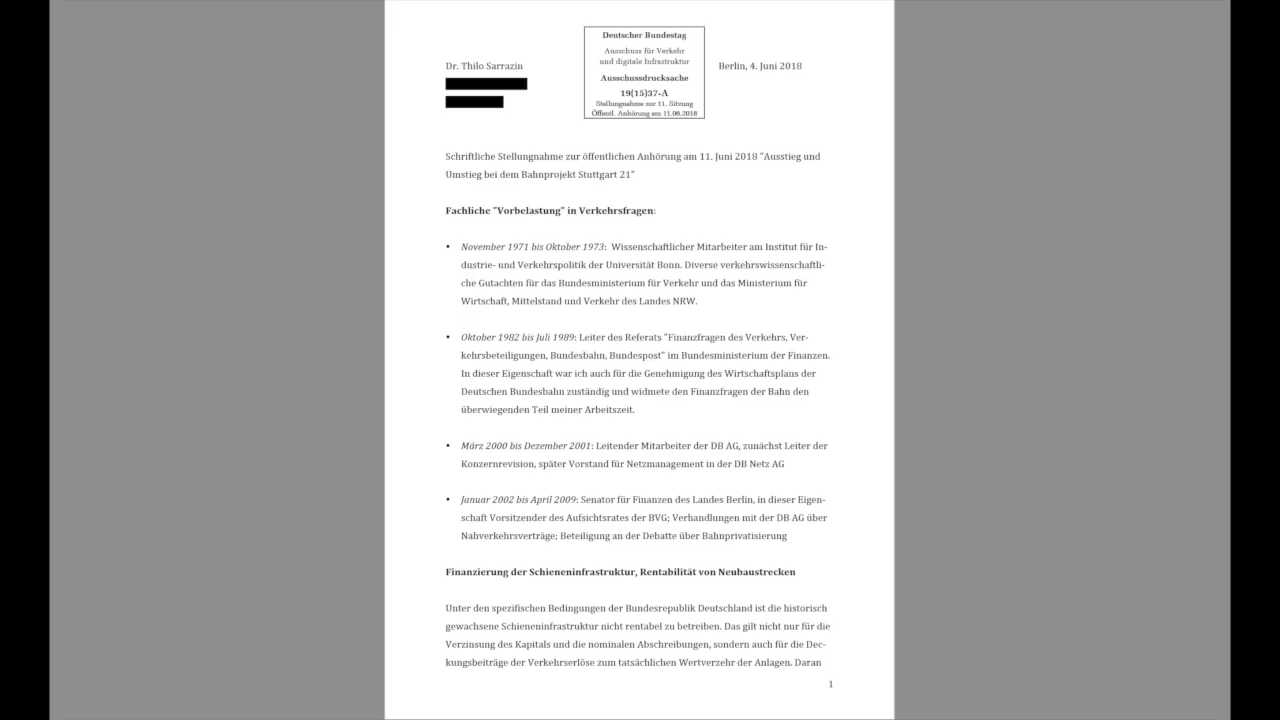 Deutscher Bundestag
Ausschuss für Verkehr
und digitale Infrastruktur
Ausschussdrucksache
19(15)37-A
Stellungnahme zur 11. Sitzung
Öffentl. Anhörung am 11.06.2018
Dr. Thilo Sarrazin
Berlin, 4. Juni 2018
Schriftliche Stellungnahme zur öffentlichen Anhörung am 11. Juni 2018 "Ausstieg und
Umstieg bei dem Bahnprojekt Stuttgart 21"
Fachliche "Vorbelastung" in Verkehrsfragen:
• November 1971 bis Oktober 1973: Wissenschaftlicher Mitarbeiter am Institut für In-
dustrie- und Verkehrspolitik der Universität Bonn. Diverse verkehrswissenschaftli-
che Gutachten für das Bundesministerium für Verkehr und das Ministerium für
Wirtschaft, Mittelstand und Verkehr des Landes NRW.
• Oktober 1982 bis Juli 1989: Leiter des Referats "Finanzfragen des Verkehrs, Ver-
kehrsbeteiligungen, Bundesbahn, Bundespost" im Bundesministerium der Finanzen.
In dieser Eigenschaft war ich auch für die Genehmigung des Wirtschaftsplans der
Deutschen Bundesbahn zuständig und widmete den Finanzfragen der Bahn den
überwiegenden Teil meiner Arbeitszeit.
• März 2000 bis Dezember 2001: Leitender Mitarbeiter der DB AG, zunächst Leiter der
Konzernrevision, später Vorstand für Netzmanagement in der DB Netz AG
• Januar 2002 bis April 2009: Senator für Finanzen des Landes Berlin, in dieser Eigen-
schaft Vorsitzender des Aufsichtsrates der BVG; Verhandlungen mit der DB AG über
Nahverkehrsverträge; Beteiligung an der Debatte über Bahnprivatisierung
Finanzierung der Schieneninfrastruktur, Rentabilität von Neubaustrecken
Unter den spezifischen Bedingungen der Bundesrepublik Deutschland ist die historisch
gewachsene Schieneninfrastruktur nicht rentabel zu betreiben. Das gilt nicht nur für die
Verzinsung des Kapitals und die nominalen Abschreibungen, sondern auch für die Dec-
kungsbeiträge der Verkehrserlöse zum tatsächlichen Wertverzehr der Anlagen. Daran
1